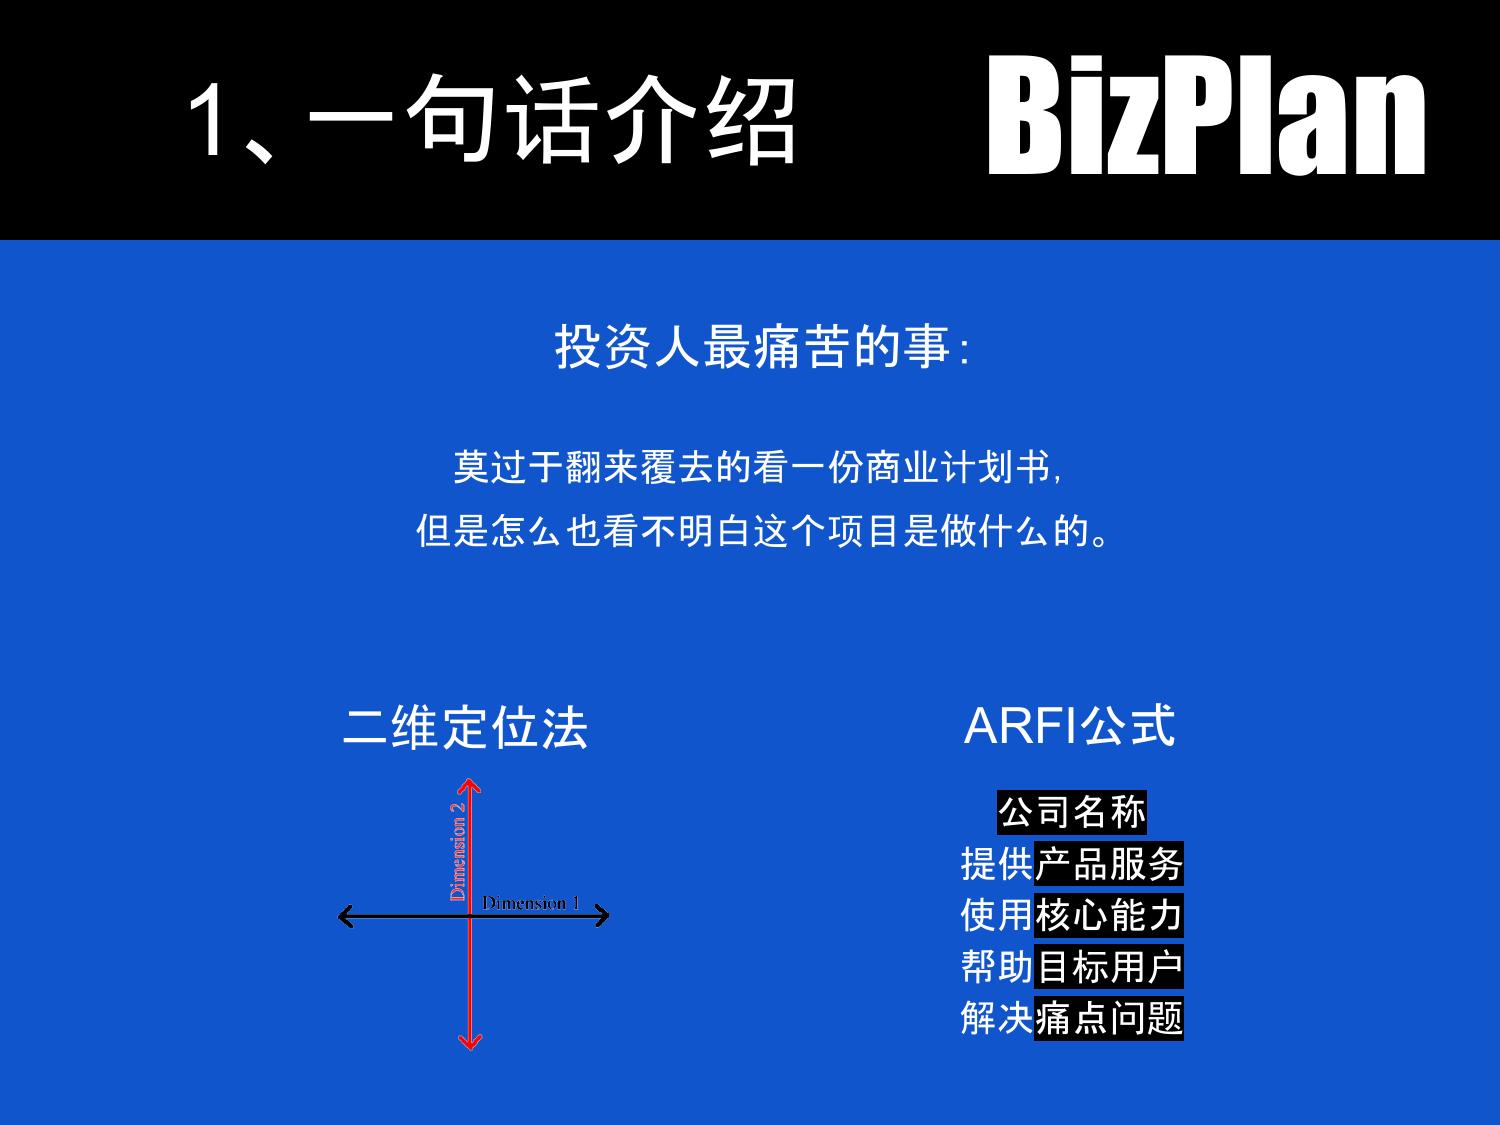 1、一句话介绍
BizPlan
投资人最痛苦的事：
莫过于翻来覆去的看一份商业计划书，
但是怎么也看不明白这个项目是做什么的。
二维定位法
Dimension 2
Dimension 1
ARFI公式
公司名称
提供产品服务
使用核心能力
帮助目标用户
解决痛点问题